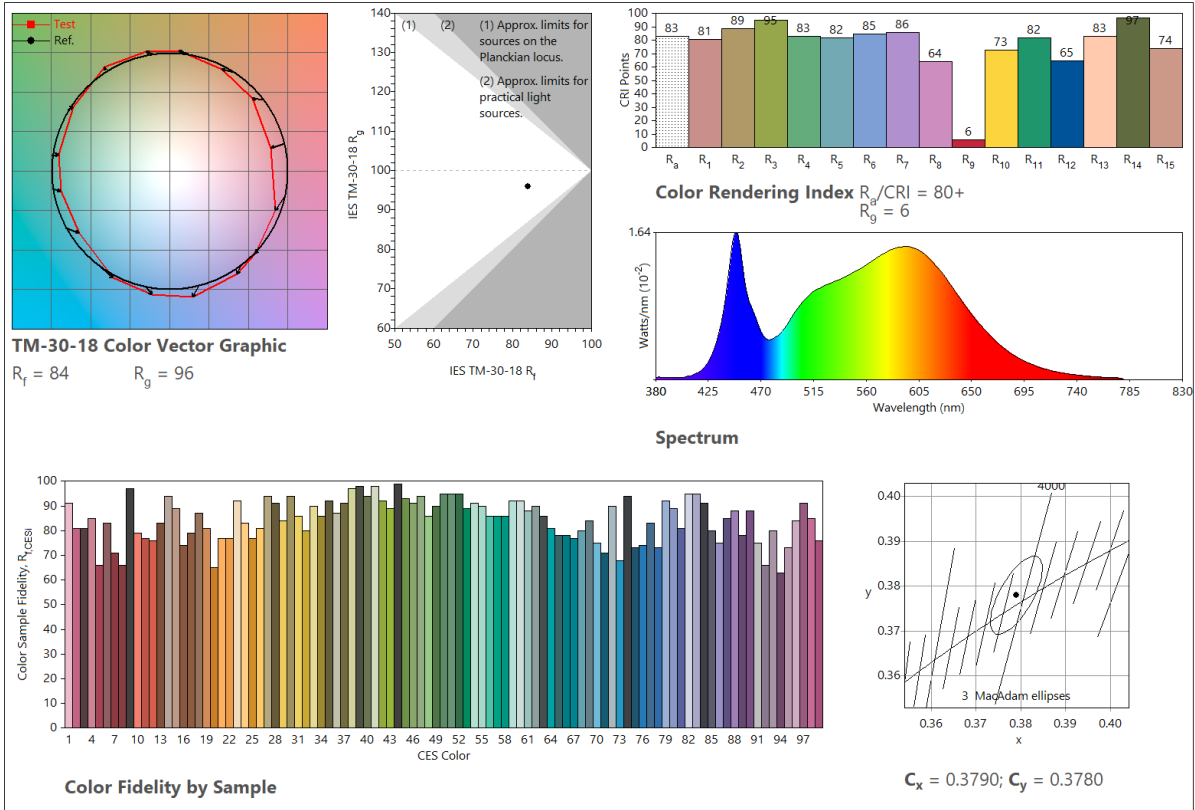 Test
Ref.
TM-30-18 Color Vector Graphic
Rf = 84 Rg = 96
140
130
120
110
100
90
80
70
60
IES TM-30-18 Rg
(1) (2) (1) Approx. limits for
sources on the
Planckian locus.
(2) Approx. limits for
practical light
sources.
50 60 70 80 90 100
IES TM-30-18 Rf
100
90
80
70
60
50
40
30
20
10
0
CRI Points
83 81 89 95 83 82 85 86 64 6 73 82 65 83 97 74
Ra R1 R2 R3 R4 R5 R6 R7 R8 R9 R10 R11 R12 R13 R14 R15
Color Rendering Index Ra/CRI = 80+
R9 = 6
1.64
Watts/nm (10-2)
380 425 470 515 560 605 650 695 740 785 830
Wavelength (nm)
Spectrum
100
90
80
70
60
50
40
30
20
10
0
Color Sample Fidelity, Rf,CESi
1 4 7 10 13 16 19 22 25 28 31 34 37 40 43 46 49 52 55 58 61 64 67 70 73 76 79 82 85 88 91 94 97
CES Color
Color Fidelity by Sample
4000
0.40
0.39
0.38
0.37
0.36
y
3 MacAdam ellipses
0.36 0.37 0.38 0.39 0.40
x
Cx = 0.3790; Cy = 0.3780